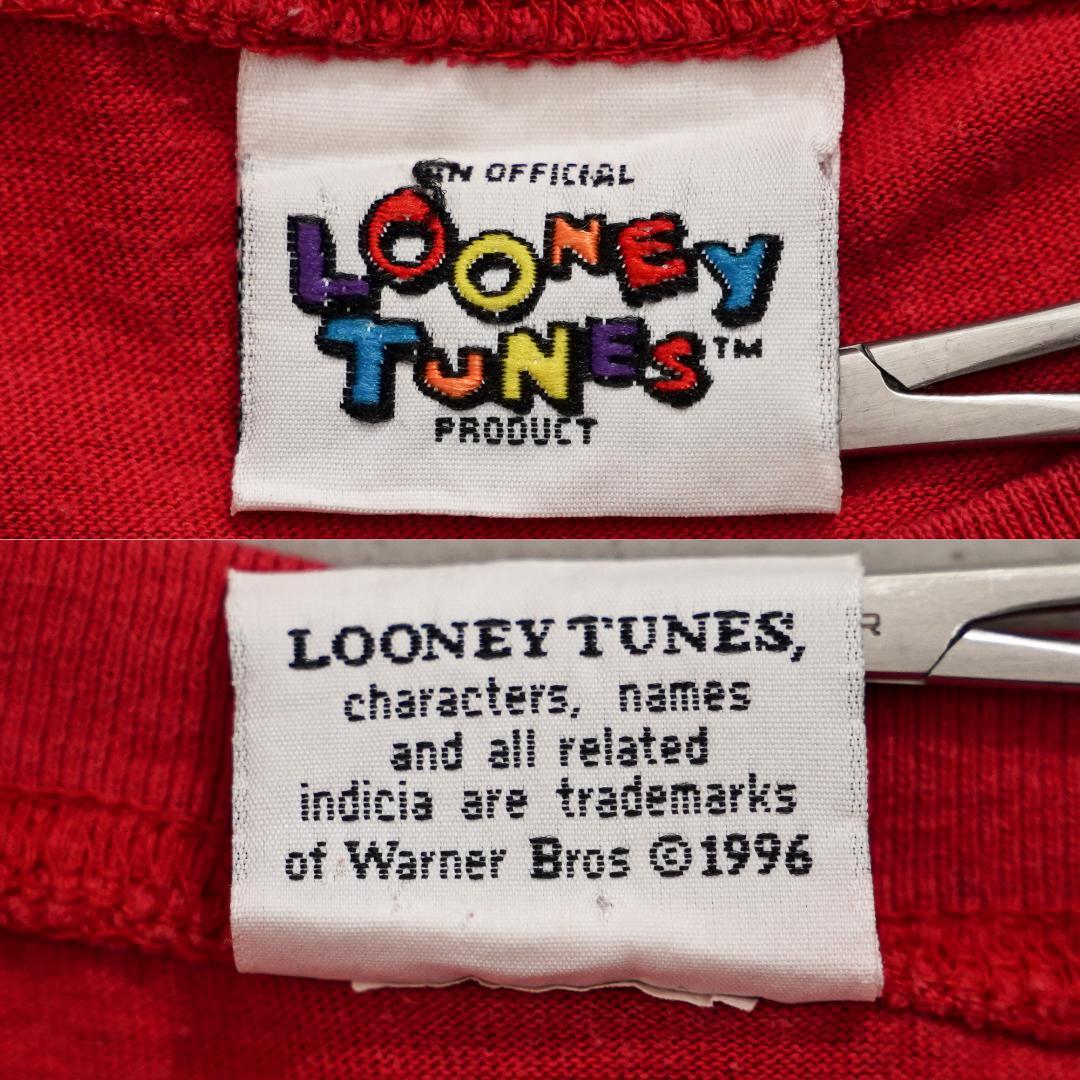 AN OFFICIAL
LOONEY
TUNES™
PRODUCT
LOONEY TUNES,
characters, names
and all related
indicia are trademarks
of Warner Bros ©1996
R